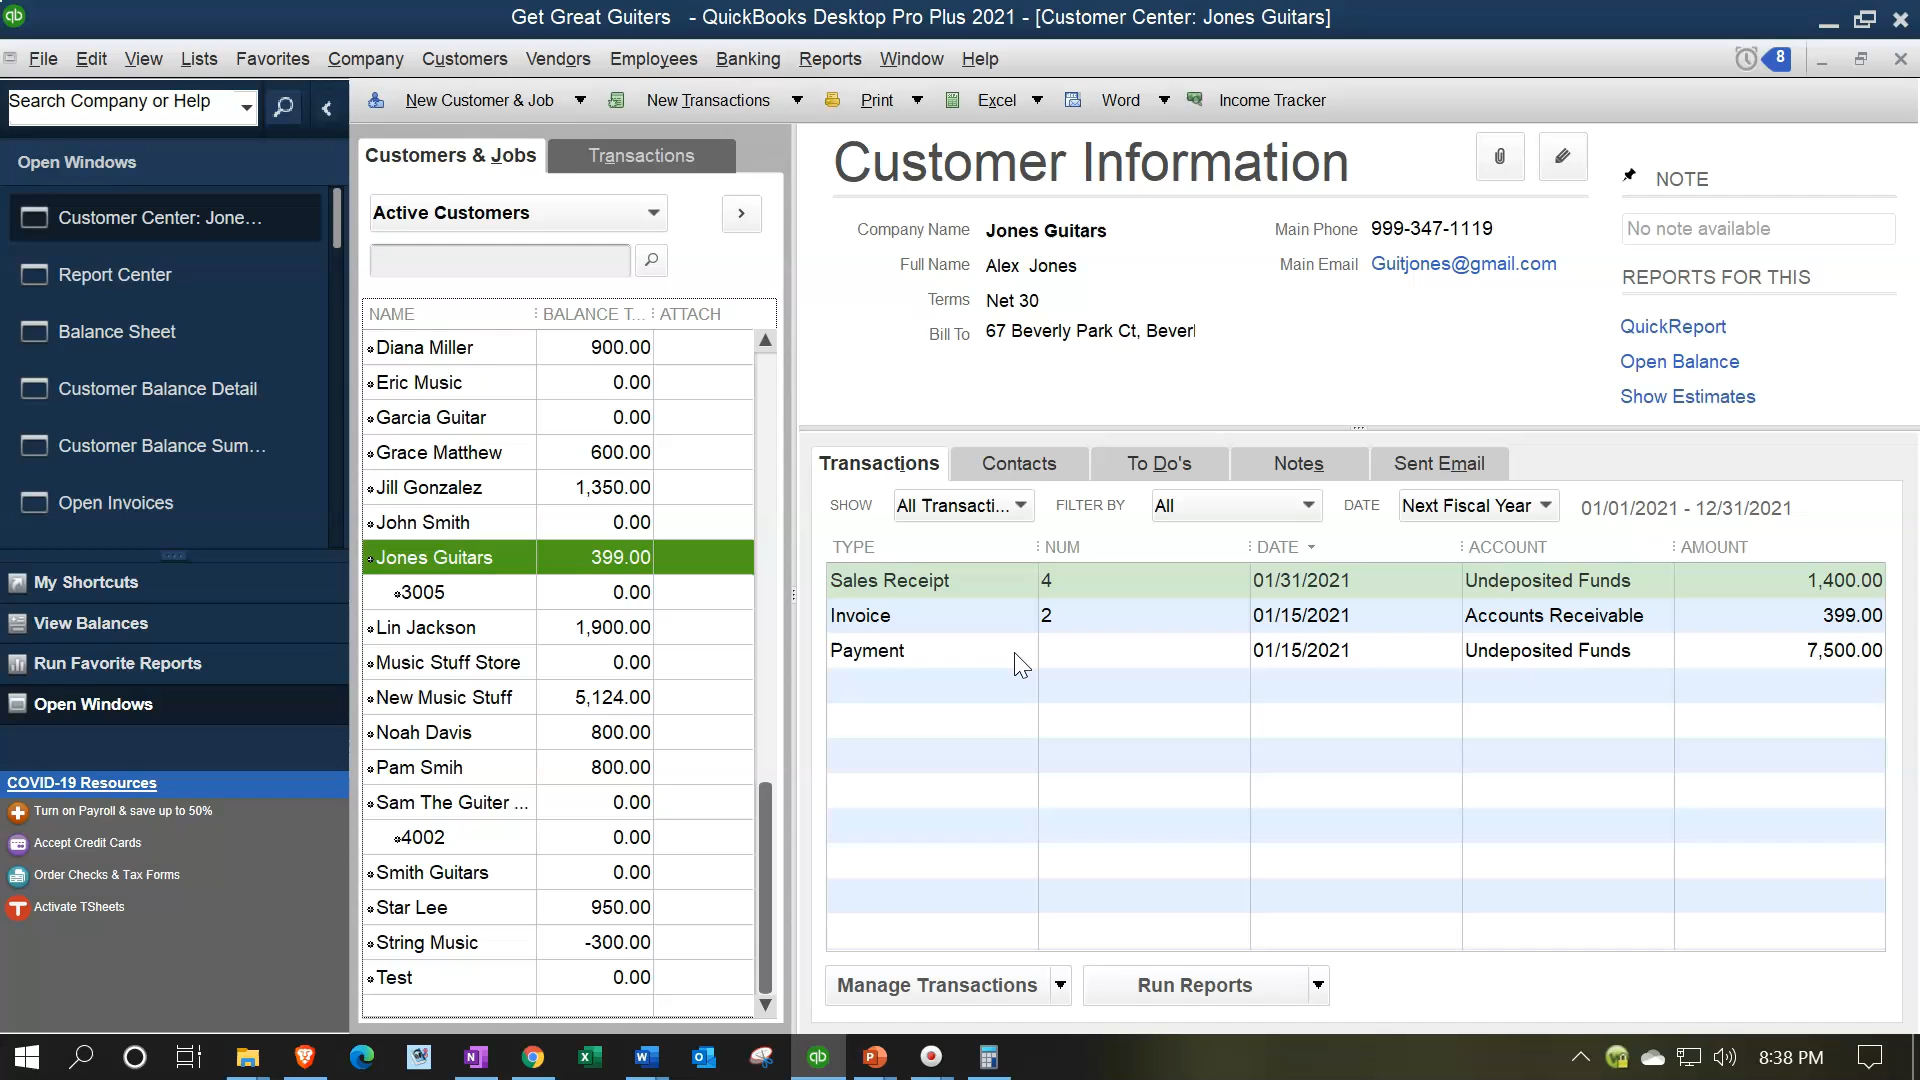 Get Great Guiters - QuickBooks Desktop Pro Plus 2021 - [Customer Center: Jones Guitars]
File Edit View Lists Favorites Company Customers Vendors Employees Banking Reports Window Help
8
Search Company or Help
New Customer & Job New Transactions Print Excel Word Income Tracker
Open Windows
Customer Center: Jone...
Report Center
Balance Sheet
Customer Balance Detail
Customer Balance Sum...
Open Invoices
My Shortcuts
View Balances
Run Favorite Reports
Open Windows
COVID-19 Resources
Turn on Payroll & save up to 50%
Accept Credit Cards
Order Checks & Tax Forms
Activate TSheets
Customers & Jobs Transactions
Active Customers
NAME BALANCE T... ATTACH
Diana Miller 900.00
Eric Music 0.00
Garcia Guitar 0.00
Grace Matthew 600.00
Jill Gonzalez 1,350.00
John Smith 0.00
Jones Guitars 399.00
3005 0.00
Lin Jackson 1,900.00
Music Stuff Store 0.00
New Music Stuff 5,124.00
Noah Davis 800.00
Pam Smih 800.00
Sam The Guiter ... 0.00
4002 0.00
Smith Guitars 0.00
Star Lee 950.00
String Music -300.00
Test 0.00
Customer Information
Company Name Jones Guitars
Full Name Alex Jones
Terms Net 30
Bill To 67 Beverly Park Ct, Beverl
Main Phone 999-347-1119
Main Email Guitjones@gmail.com
NOTE
No note available
REPORTS FOR THIS
QuickReport
Open Balance
Show Estimates
Transactions Contacts To Do's Notes Sent Email
SHOW All Transacti... FILTER BY All DATE Next Fiscal Year 01/01/2021 - 12/31/2021
TYPE NUM DATE ACCOUNT AMOUNT
Sales Receipt 4 01/31/2021 Undeposited Funds 1,400.00
Invoice 2 01/15/2021 Accounts Receivable 399.00
Payment 01/15/2021 Undeposited Funds 7,500.00
Manage Transactions Run Reports
8:38 PM